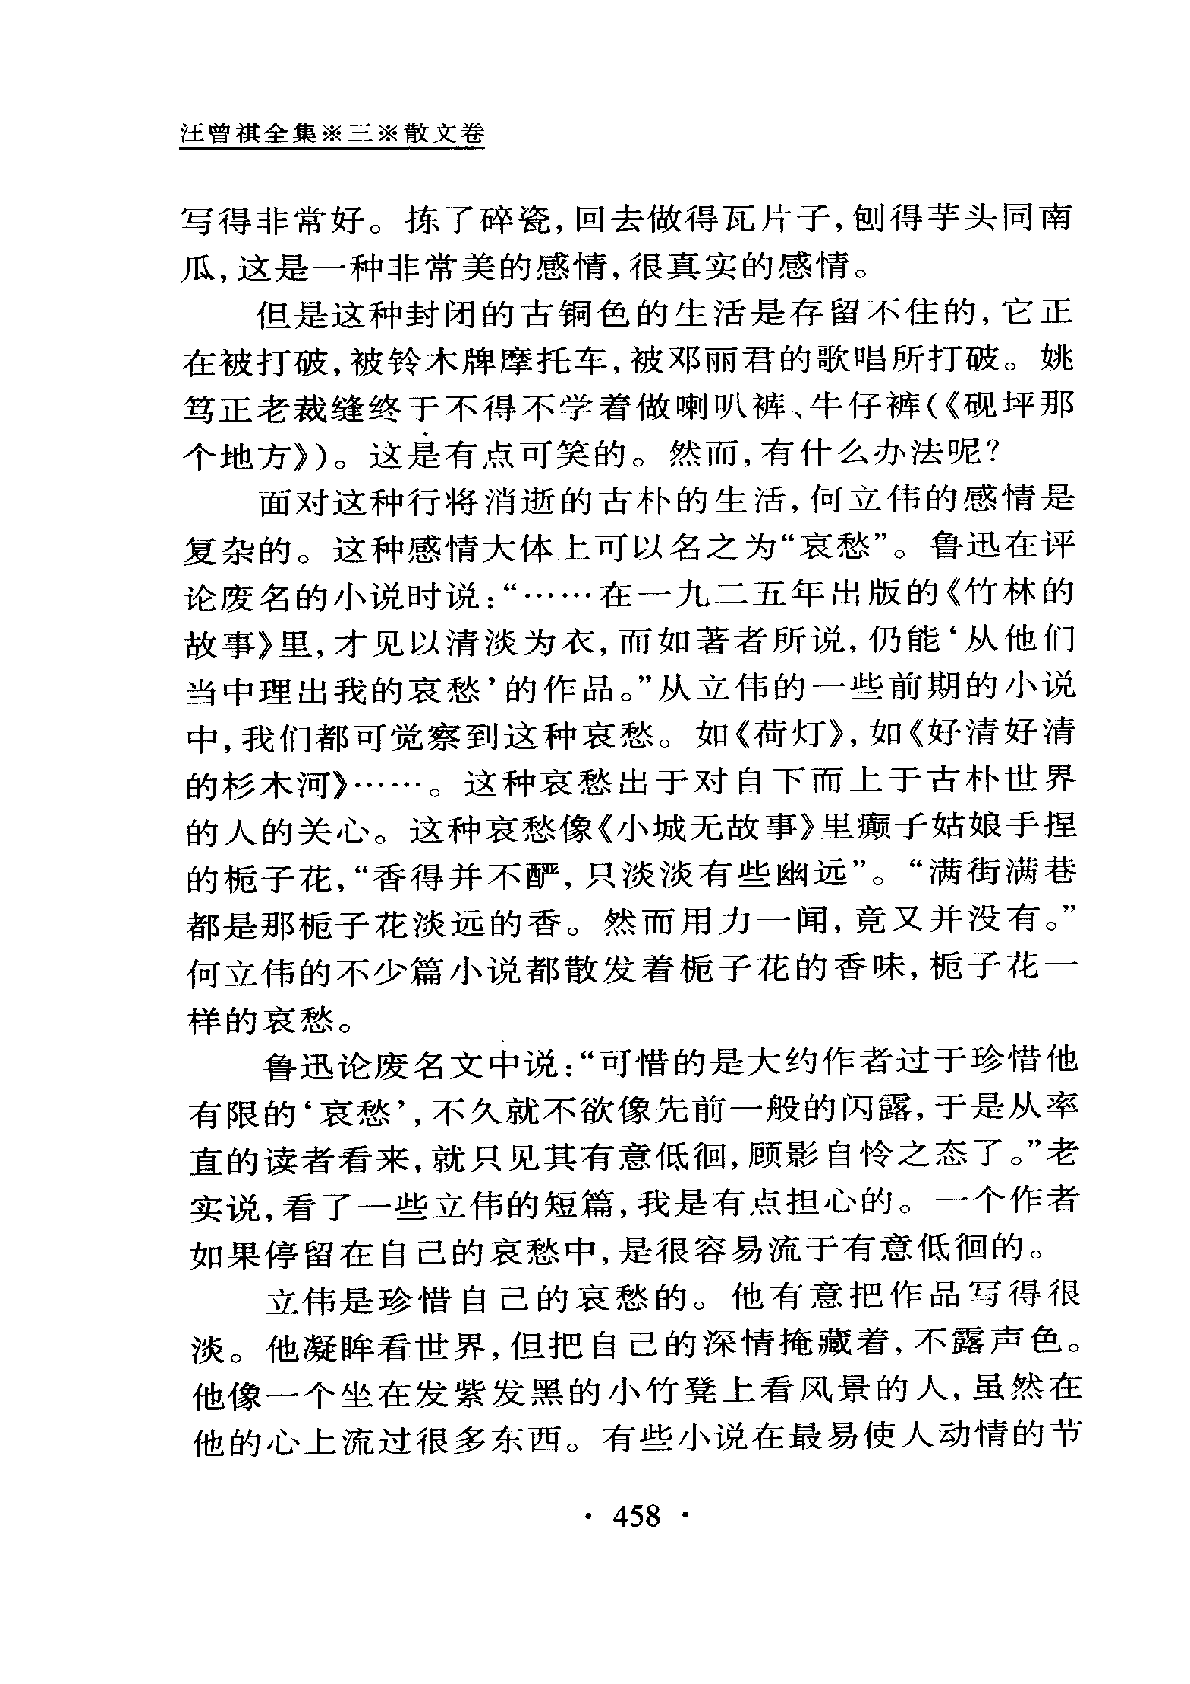 汪曾祺全集※三※散文卷
写得非常好。拣了碎瓷,回去做得瓦片子,刨得芋头同南
瓜,这是一种非常美的感情,很真实的感情。
但是这种封闭的古铜色的生活是存留不住的,它正
在被打破,被铃木牌摩托车,被邓丽君的歌唱所打破。姚
笃正老裁缝终于不得不学着做喇叭裤、牛仔裤(《砚坪那
个地方》)。这是有点可笑的。然而,有什么办法呢?
面对这种行将消逝的古朴的生活,何立伟的感情是
复杂的。这种感情大体上可以名之为“哀愁”。鲁迅在评
论废名的小说时说:“……在一九二五年出版的《竹林的
故事》里,才见以清淡为衣,而如著者所说,仍能‘从他们
当中理出我的哀愁’的作品。”从立伟的一些前期的小说
中,我们都可觉察到这种哀愁。如《荷灯》,如《好清好清
的杉木河》……。这种哀愁出于对自下而上于古朴世界
的人的关心。这种哀愁像《小城无故事》里癫子姑娘手捏
的栀子花,“香得并不酽,只淡淡有些幽远”。“满街满巷
都是那栀子花淡远的香。然而用力一闻,竟又并没有。”
何立伟的不少篇小说都散发着栀子花的香味,栀子花一
样的哀愁。
鲁迅论废名文中说:“可惜的是大约作者过于珍惜他
有限的‘哀愁’,不久就不欲像先前一般的闪露,于是从率
直的读者看来,就只见其有意低徊,顾影自怜之态了。”老
实说,看了一些立伟的短篇,我是有点担心的。一个作者
如果停留在自己的哀愁中,是很容易流于有意低徊的。
立伟是珍惜自己的哀愁的。他有意把作品写得很
淡。他凝眸看世界,但把自己的深情掩藏着,不露声色。
他像一个坐在发紫发黑的小竹凳上看风景的人,虽然在
他的心上流过很多东西。有些小说在最易使人动情的节
· 458 ·